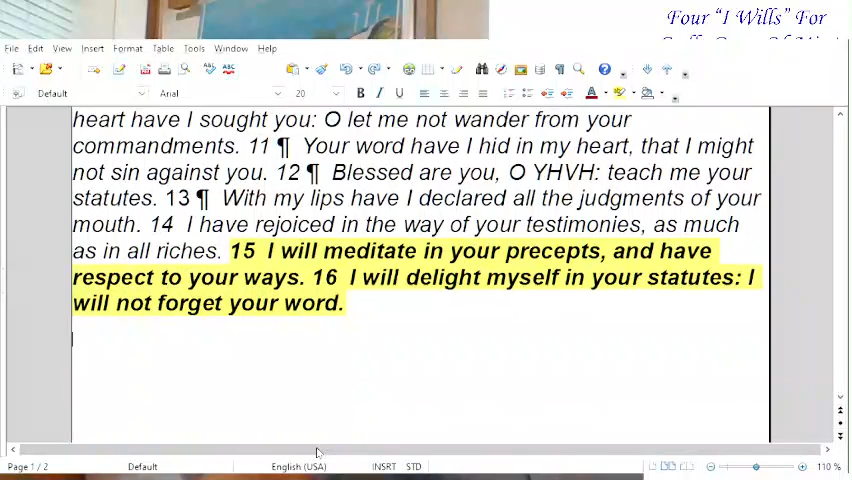 Four “I Wills” For
File Edit View Insert Format Table Tools Window Help
Default Arial 20 B I U A
heart have I sought you: O let me not wander from your
commandments. 11 ¶ Your word have I hid in my heart, that I might
not sin against you. 12 ¶ Blessed are you, O YHVH: teach me your
statutes. 13 ¶ With my lips have I declared all the judgments of your
mouth. 14 I have rejoiced in the way of your testimonies, as much
as in all riches. 15 I will meditate in your precepts, and have
respect to your ways. 16 I will delight myself in your statutes: I
will not forget your word.
Page 1 / 2 Default English (USA) INSRT STD 110 %